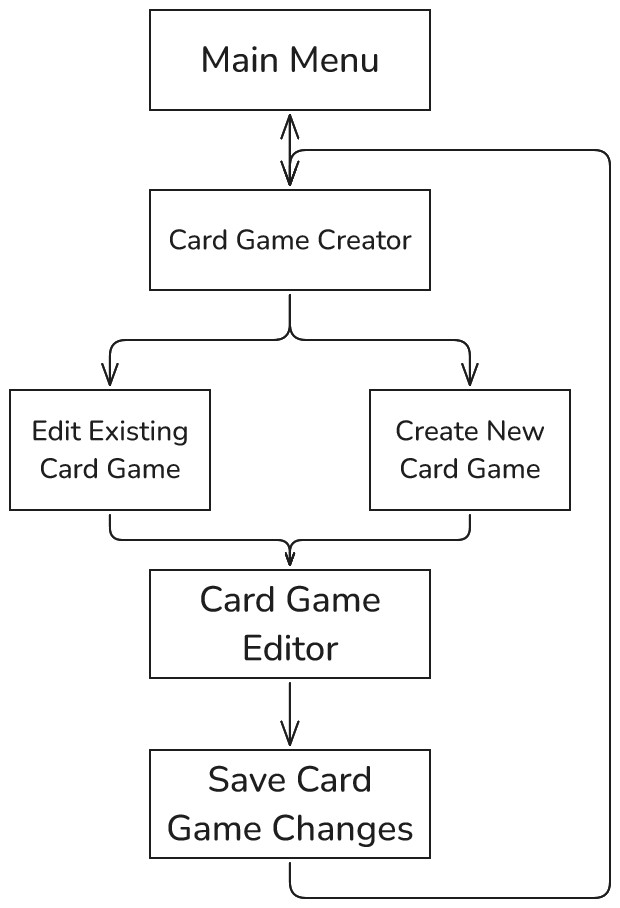 Main Menu
Card Game Creator
Edit Existing
Card Game
Create New
Card Game
Card Game
Editor
Save Card
Game Changes